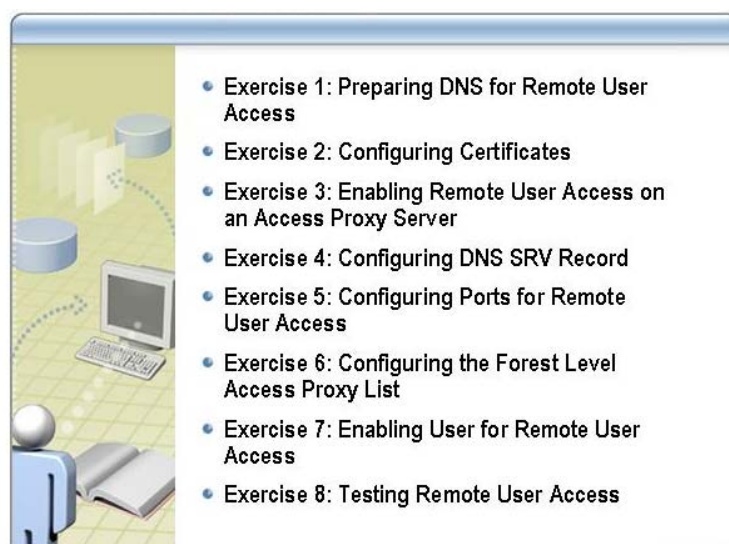 Exercise 1: Preparing DNS for Remote User
Access
Exercise 2: Configuring Certificates
Exercise 3: Enabling Remote User Access on
an Access Proxy Server
Exercise 4: Configuring DNS SRV Record
Exercise 5: Configuring Ports for Remote
User Access
Exercise 6: Configuring the Forest Level
Access Proxy List
Exercise 7: Enabling User for Remote User
Access
Exercise 8: Testing Remote User Access